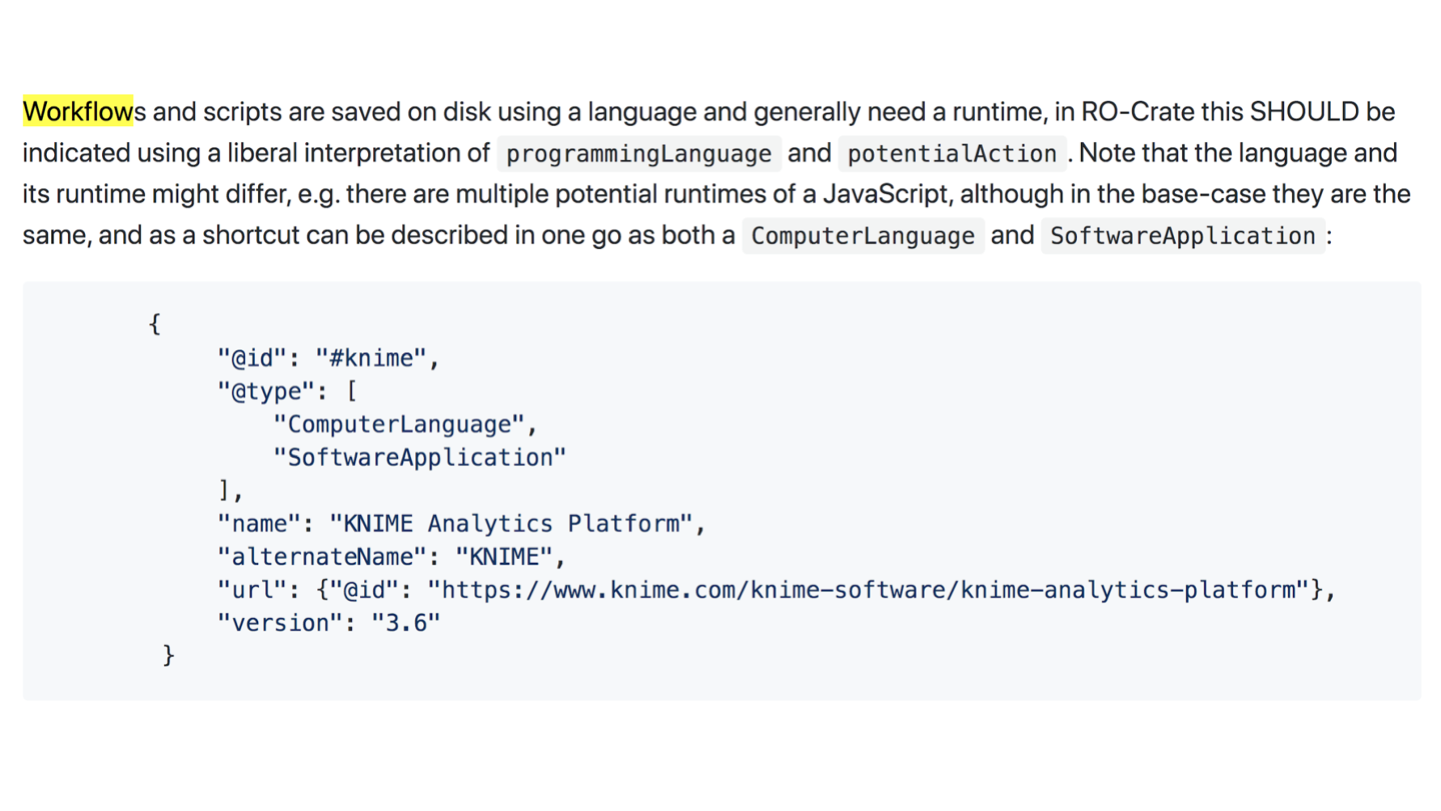 Workflows and scripts are saved on disk using a language and generally need a runtime, in RO-Crate this SHOULD be
indicated using a liberal interpretation of programmingLanguage and potentialAction. Note that the language and
its runtime might differ, e.g. there are multiple potential runtimes of a JavaScript, although in the base-case they are the
same, and as a shortcut can be described in one go as both a ComputerLanguage and SoftwareApplication:
{
"@id": "#knime",
"@type": [
"ComputerLanguage",
"SoftwareApplication"
],
"name": "KNIME Analytics Platform",
"alternateName": "KNIME",
"url": {"@id": "https://www.knime.com/knime-software/knime-analytics-platform"},
"version": "3.6"
}